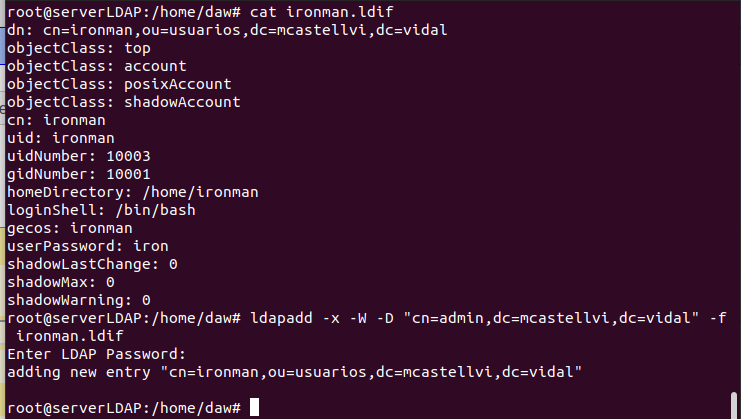 root@serverLDAP:/home/daw# cat ironman.ldif
dn: cn=ironman,ou=usuarios,dc=mcastellvi,dc=vidal
objectClass: top
objectClass: account
objectClass: posixAccount
objectClass: shadowAccount
cn: ironman
uid: ironman
uidNumber: 10003
gidNumber: 10001
homeDirectory: /home/ironman
loginShell: /bin/bash
gecos: ironman
userPassword: iron
shadowLastChange: 0
shadowMax: 0
shadowWarning: 0
root@serverLDAP:/home/daw# ldapadd -x -W -D "cn=admin,dc=mcastellvi,dc=vidal" -f
ironman.ldif
Enter LDAP Password:
adding new entry "cn=ironman,ou=usuarios,dc=mcastellvi,dc=vidal"
root@serverLDAP:/home/daw#